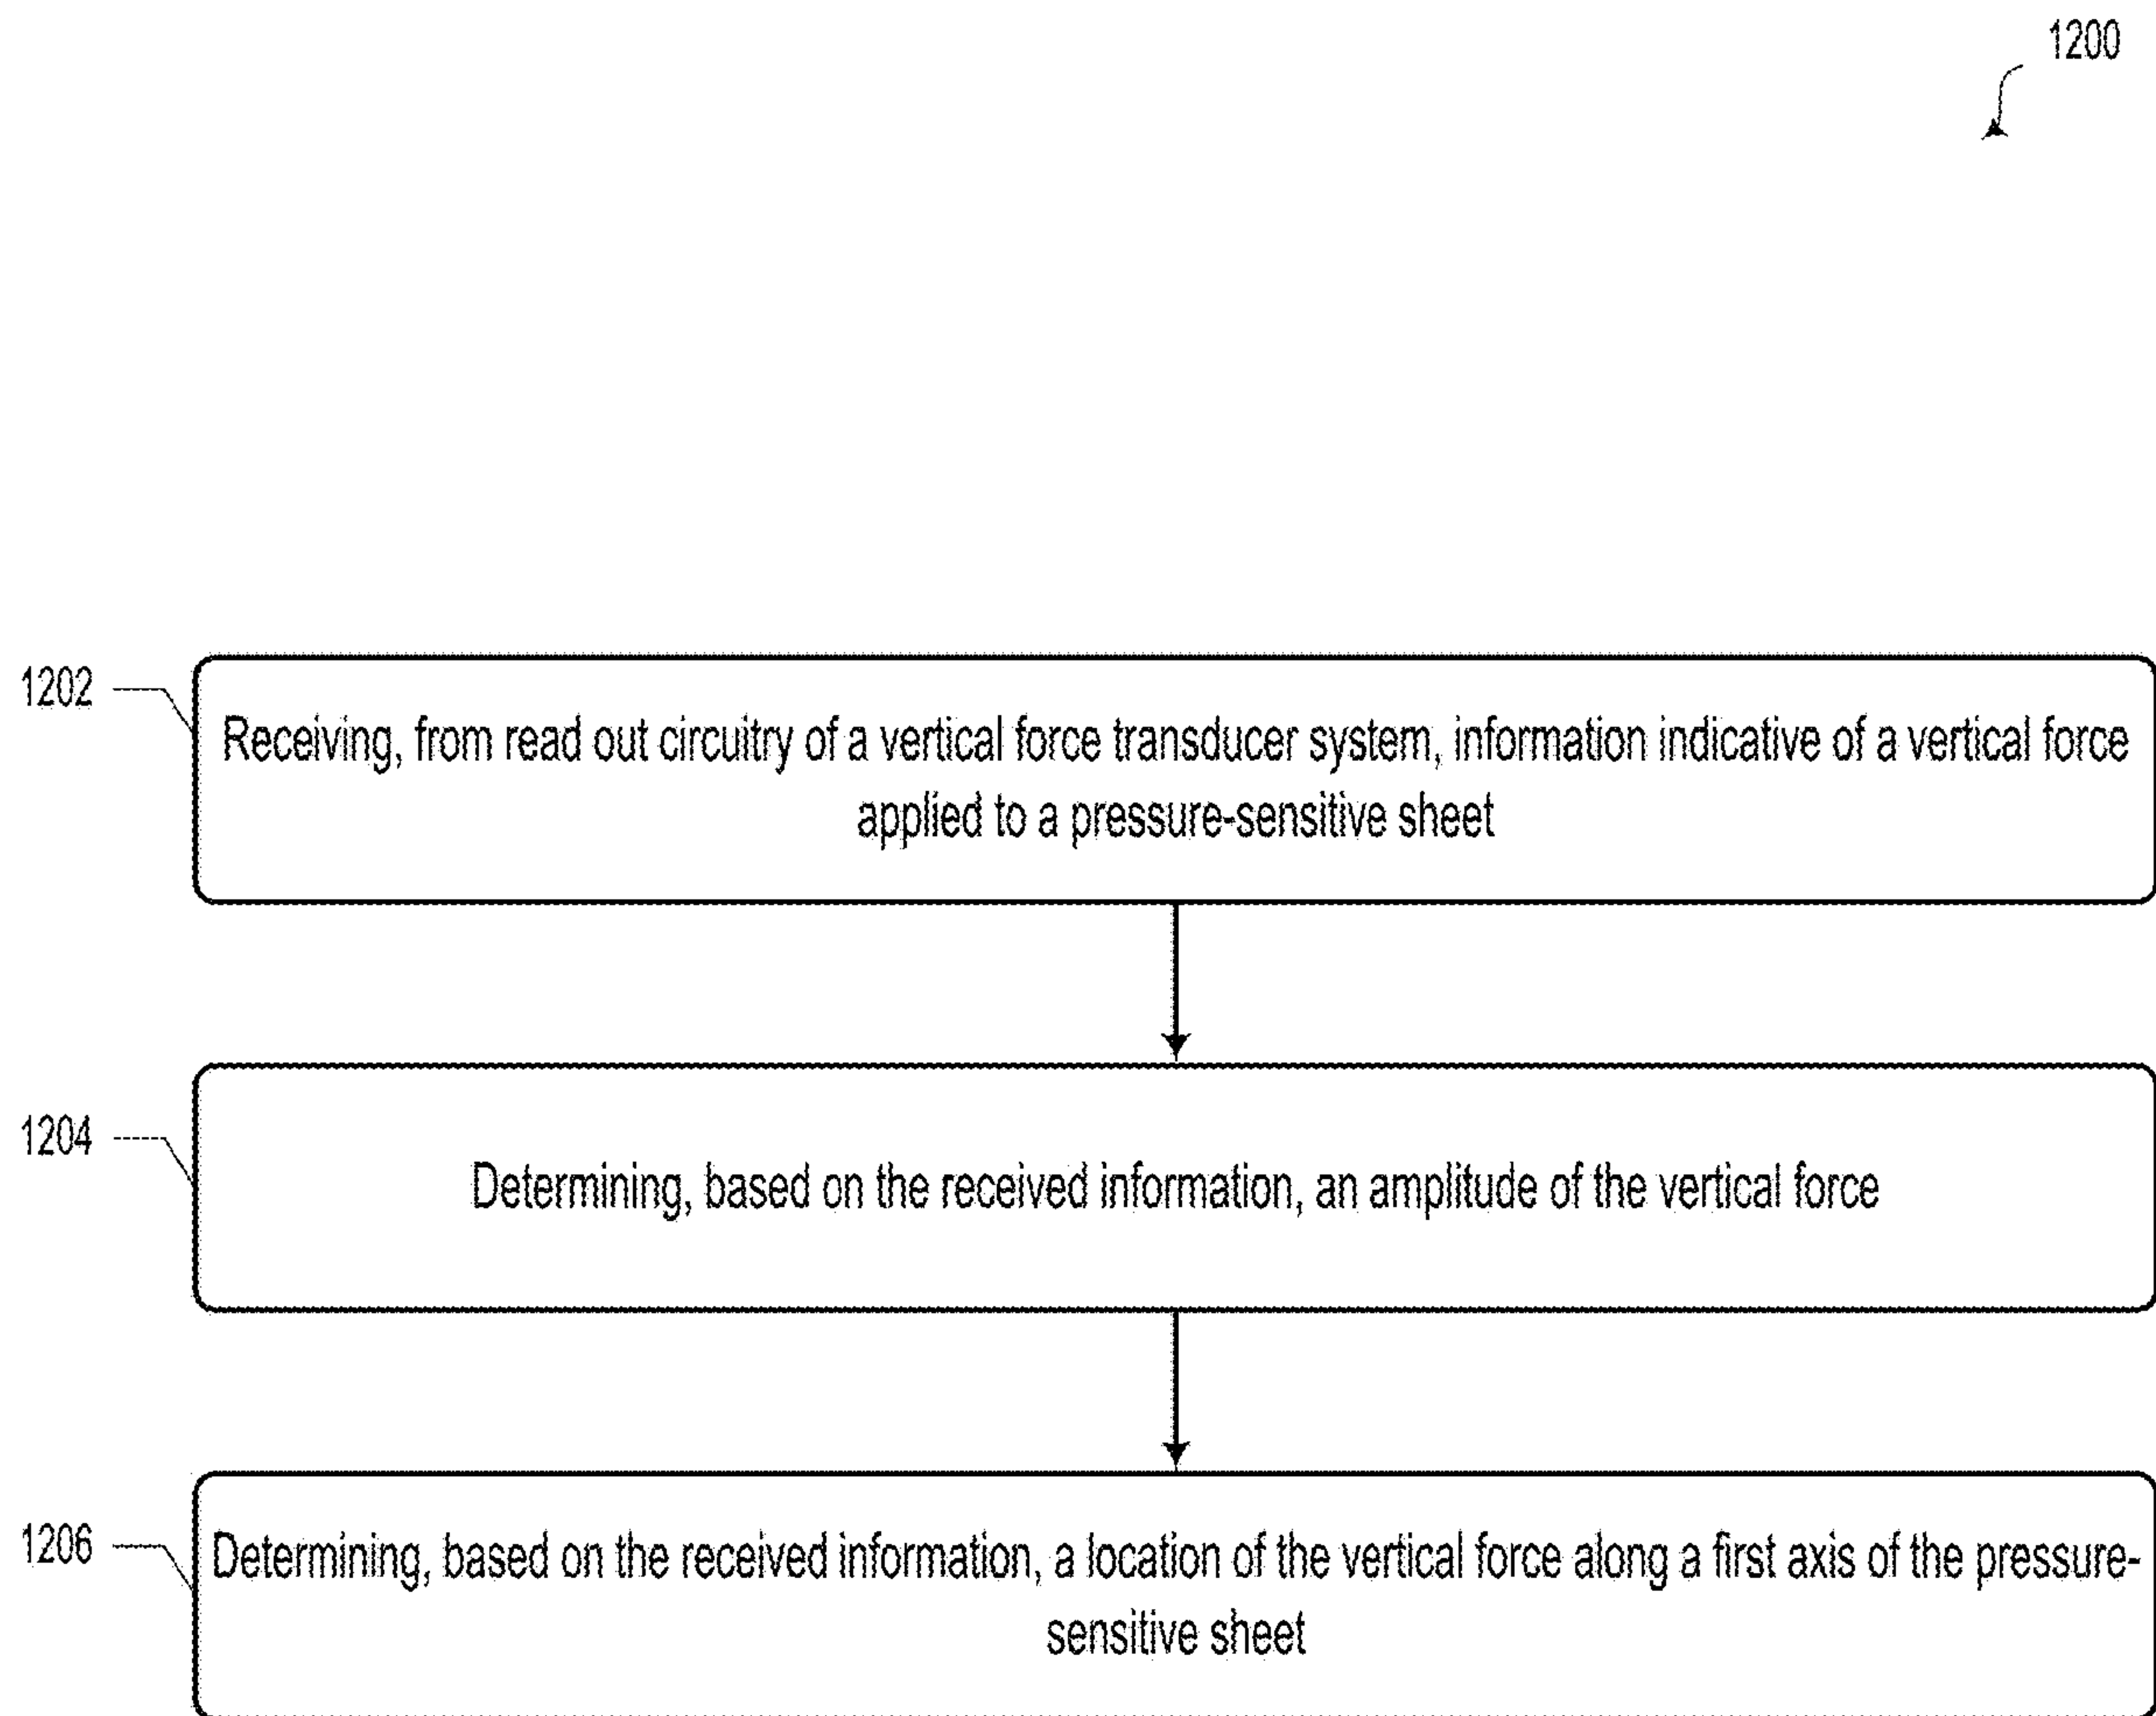 1200
1202
Receiving, from read out circuitry of a vertical force transducer system, information indicative of a vertical force
applied to a pressure-sensitive sheet
1204
Determining, based on the received information, an amplitude of the vertical force
1206
Determining, based on the received information, a location of the vertical force along a first axis of the pressure-
sensitive sheet